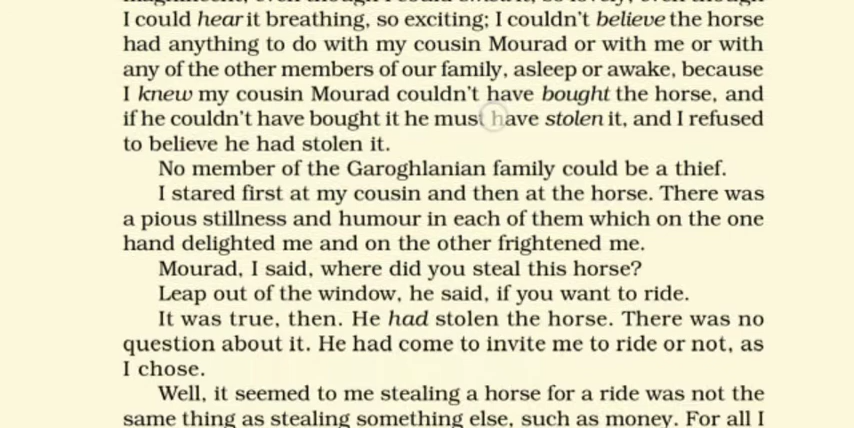 I could hear it breathing, so exciting; I couldn't believe the horse
had anything to do with my cousin Mourad or with me or with
any of the other members of our family, asleep or awake, because
I knew my cousin Mourad couldn't have bought the horse, and
if he couldn't have bought it he must have stolen it, and I refused
to believe he had stolen it.
No member of the Garoghlanian family could be a thief.
I stared first at my cousin and then at the horse. There was
a pious stillness and humour in each of them which on the one
hand delighted me and on the other frightened me.
Mourad, I said, where did you steal this horse?
Leap out of the window, he said, if you want to ride.
It was true, then. He had stolen the horse. There was no
question about it. He had come to invite me to ride or not, as
I chose.
Well, it seemed to me stealing a horse for a ride was not the
same thing as stealing something else, such as money. For all I